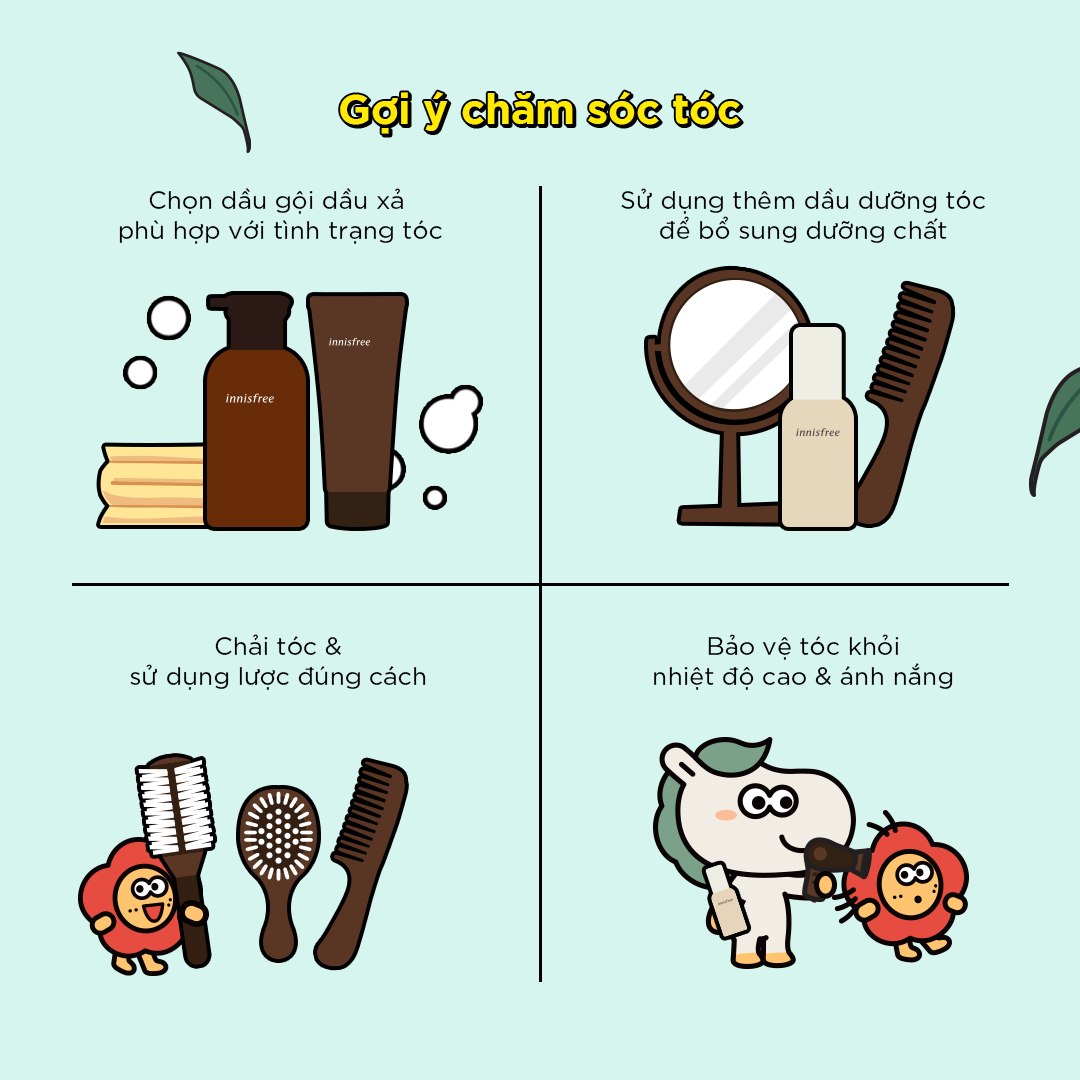 Gợi ý chăm sóc tóc
Chọn dầu gội dầu xả
phù hợp với tình trạng tóc
innisfree
innisfree
Sử dụng thêm dầu dưỡng tóc
để bổ sung dưỡng chất
innisfree
Chải tóc &
sử dụng lược đúng cách
Bảo vệ tóc khỏi
nhiệt độ cao & ánh nắng
innisfree